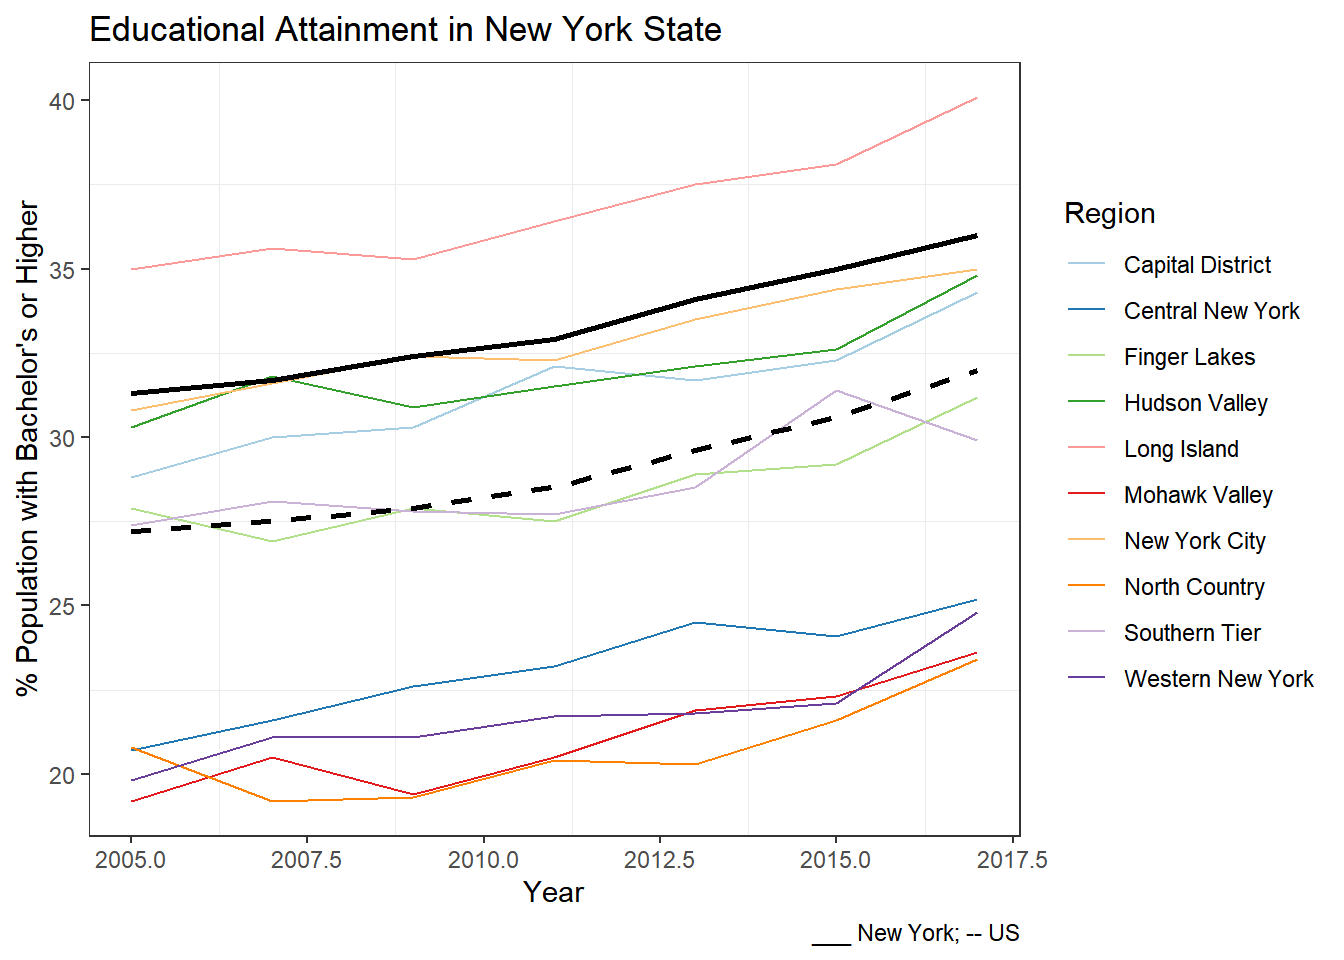 Educational Attainment in New York State
% Population with Bachelor's or Higher
40
35
30
25
20
2005.0
2007.5
2010.0
2012.5
2015.0
2017.5
Year
Region
Capital District
Central New York
Finger Lakes
Hudson Valley
Long Island
Mohawk Valley
New York City
North Country
Southern Tier
Western New York
___ New York; -- US